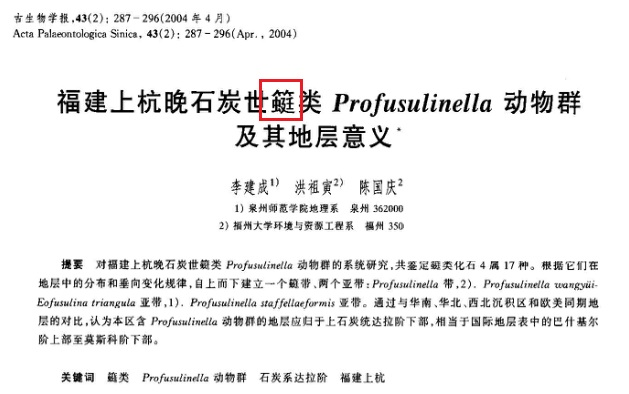 古生物学报,43(2)：287－296(2004 年 4 月)
Acta Palaeontologica Sinica, 43(2)：287－296(Apr., 2004)
福建上杭晚石炭世䗴类 Profusulinella 动物群
及其地层意义*
李建成1) 洪祖寅2) 陈国庆2
1) 泉州师范学院地理系 泉州 362000
2) 福州大学环境与资源工程系 福州 350
提要 对福建上杭晚石炭世䗴类 Profusulinella 动物群的系统研究,共鉴定䗴类化石 4 属 17 种。根据它们在
地层中的分布和垂向变化规律,自上而下建立一个䗴带、两个亚带：Profusulinella 带,2). Profusulinella wangyüi-
Eofusulina triangula 亚带,1). Profusulinella staffellaeformis 亚带。通过与华南、华北、西北沉积区和欧美同期地
层的对比,认为本区含 Profusulinella 动物群的地层应归于上石炭统达拉阶下部,相当于国际地层表中的巴什基尔
阶上部至莫斯科阶下部。
关键词 䗴类 Profusulinella 动物群 石炭系达拉阶 福建上杭